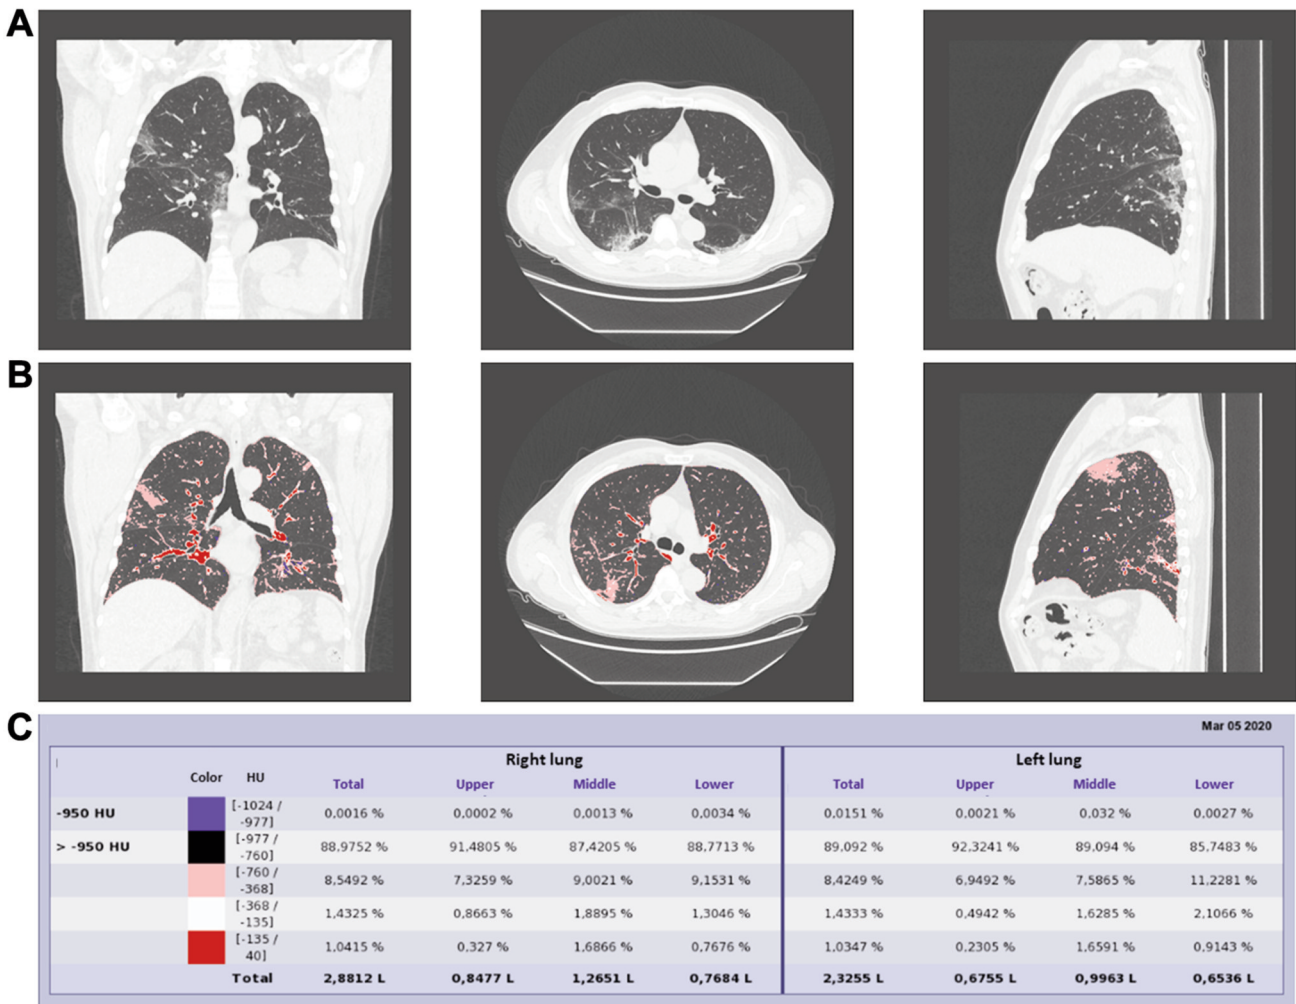 A
B
C
Mar 05 2020
Right lung Left lung
Color HU Total Upper Middle Lower Total Upper Middle Lower
-950 HU [-1024 / -977] 0,0016 % 0,0002 % 0,0013 % 0,0034 % 0,0151 % 0,0021 % 0,032 % 0,0027 %
> -950 HU [-977 / -760] 88,9752 % 91,4805 % 87,4205 % 88,7713 % 89,092 % 92,3241 % 89,094 % 85,7483 %
[-760 / -368] 8,5492 % 7,3259 % 9,0021 % 9,1531 % 8,4249 % 6,9492 % 7,5865 % 11,2281 %
[-368 / -135] 1,4325 % 0,8663 % 1,8895 % 1,3046 % 1,4333 % 0,4942 % 1,6285 % 2,1066 %
[-135 / 40] 1,0415 % 0,327 % 1,6866 % 0,7676 % 1,0347 % 0,2305 % 1,6591 % 0,9143 %
Total 2,8812 L 0,8477 L 1,2651 L 0,7684 L 2,3255 L 0,6755 L 0,9963 L 0,6536 L